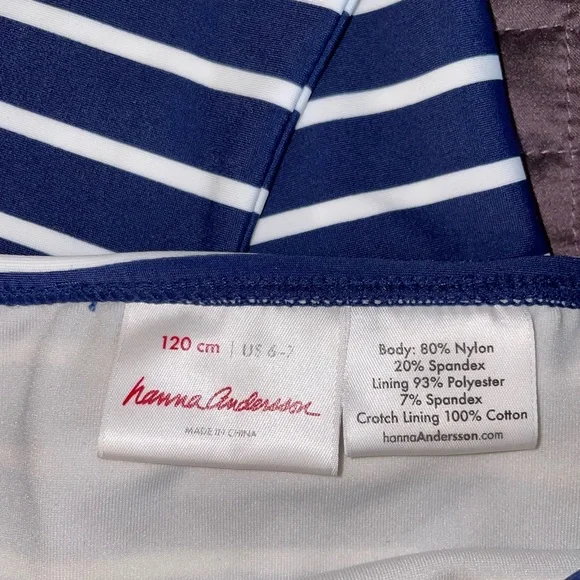 120 cm | US 6-7
hanna Andersson
MADE IN CHINA
Body: 80% Nylon
20% Spandex
Lining 93% Polyester
7% Spandex
Crotch Lining 100% Cotton
hannaAndersson.com